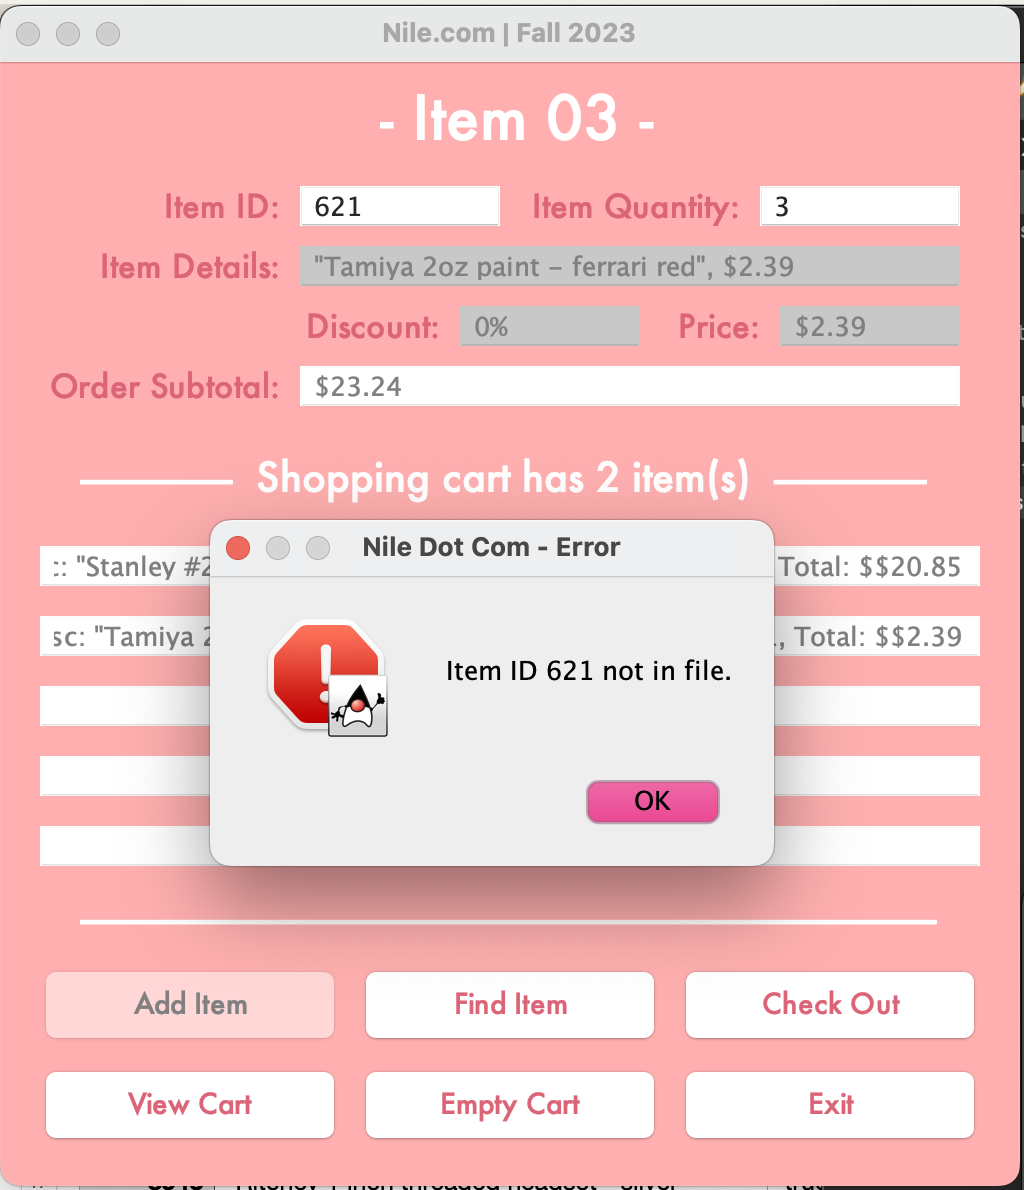 Nile.com | Fall 2023
- Item 03 -
Item ID: 621 Item Quantity: 3
Item Details: "Tamiya 2oz paint – ferrari red", $2.39
Discount: 0% Price: $2.39
Order Subtotal: $23.24
Shopping cart has 2 item(s)
Nile Dot Com - Error
:: "Stanley #2 Total: $$20.85
sc: "Tamiya 2 , Total: $$2.39
Item ID 621 not in file.
OK
Add Item Find Item Check Out
View Cart Empty Cart Exit